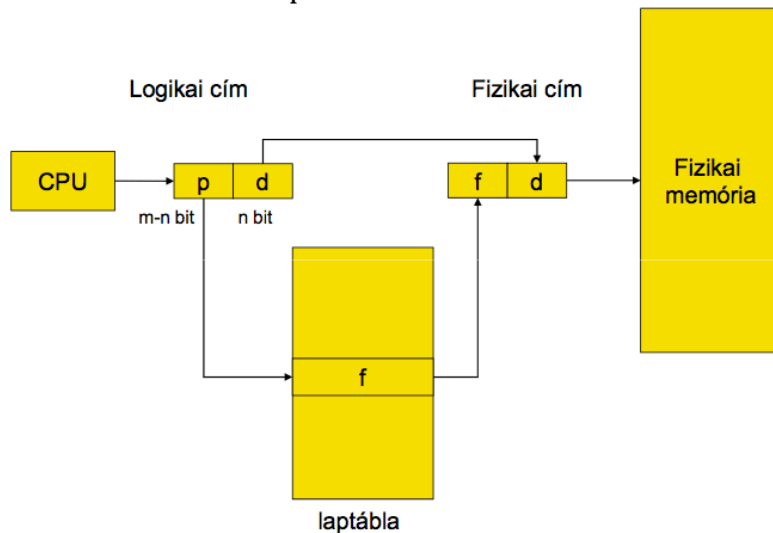 Logikai cím
Fizikai cím
CPU
p
d
f
d
Fizikai
memória
m-n bit
n bit
f
laptábla